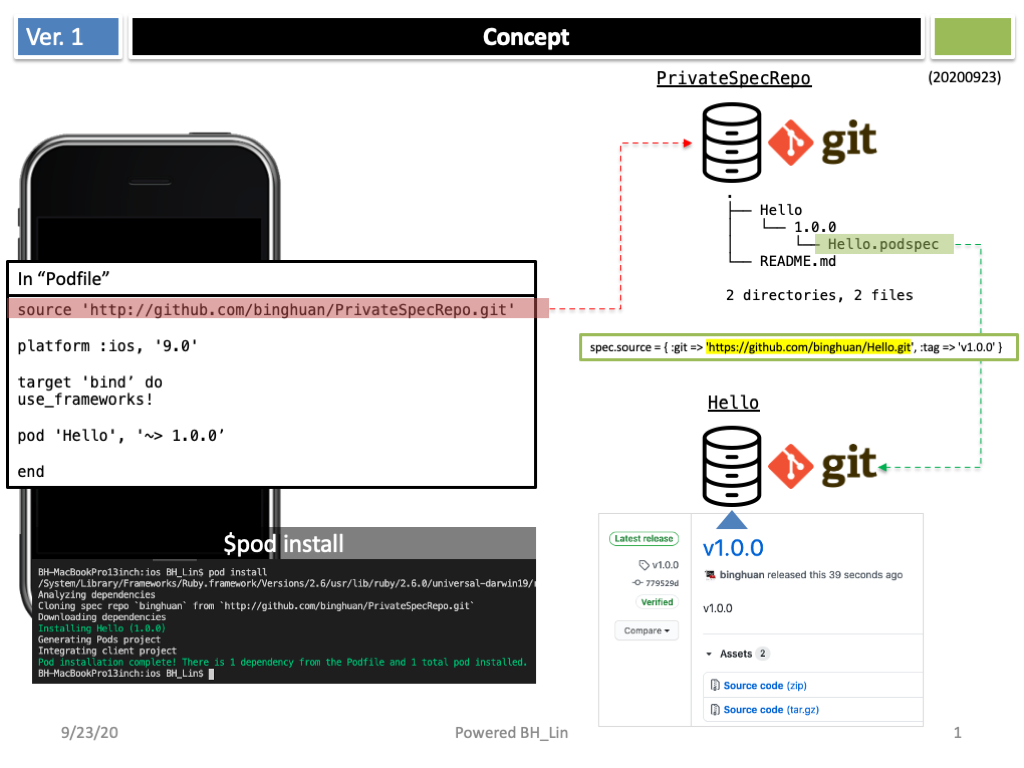 Ver. 1
Concept
(20200923)
PrivateSpecRepo
git
.
├── Hello
│   └── 1.0.0
│       └── Hello.podspec
└── README.md
2 directories, 2 files
In “Podfile”
source 'http://github.com/binghuan/PrivateSpecRepo.git'
platform :ios, '9.0'
target 'bind’ do
use_frameworks!
pod 'Hello', '~> 1.0.0’
end
spec.source = { :git => 'https://github.com/binghuan/Hello.git', :tag => 'v1.0.0' }
Hello
git
$pod install
BH-MacBookPro13inch:ios BH_Lin$ pod install
/System/Library/Frameworks/Ruby.framework/Versions/2.6/usr/lib/ruby/2.6.0/universal-darwin19/
Analyzing dependencies
Cloning spec repo `binghuan` from `http://github.com/binghuan/PrivateSpecRepo.git`
Downloading dependencies
Installing Hello (1.0.0)
Generating Pods project
Integrating client project
Pod installation complete! There is 1 dependency from the Podfile and 1 total pod installed.
BH-MacBookPro13inch:ios BH_Lin$
Latest release
v1.0.0
779529d
Verified
Compare
v1.0.0
binghuan released this 39 seconds ago
v1.0.0
Assets 2
Source code (zip)
Source code (tar.gz)
9/23/20
Powered BH_Lin
1